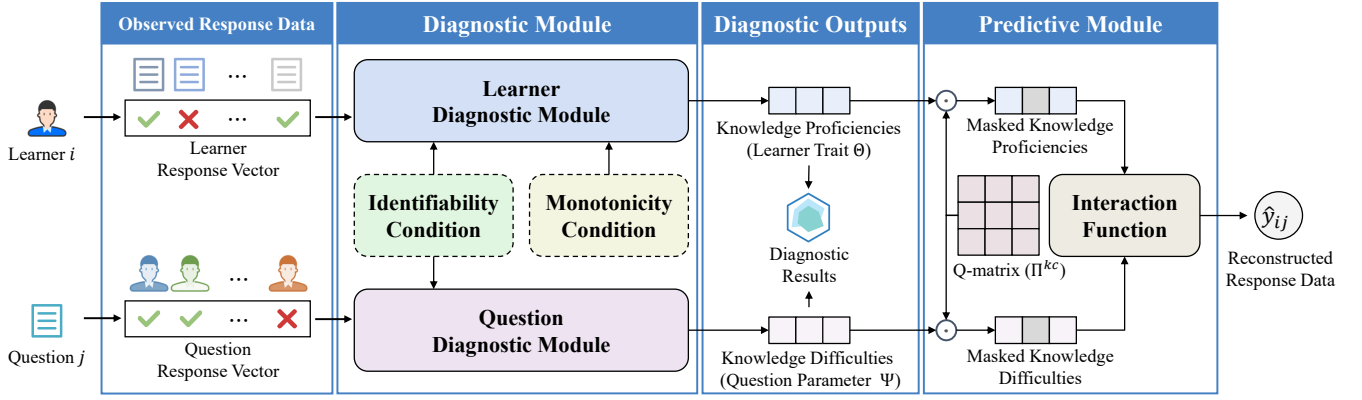 Observed Response Data
Diagnostic Module
Diagnostic Outputs
Predictive Module
Learner i
...
...
Learner
Response Vector
Learner
Diagnostic Module
Identifiability
Condition
Monotonicity
Condition
Knowledge Proficiencies
(Learner Trait Θ)
Diagnostic
Results
Masked Knowledge
Proficiencies
Q-matrix (Π^{kc})
Interaction
Function
ŷ_{ij}
Reconstructed
Response Data
Question j
...
...
Question
Response Vector
Question
Diagnostic Module
Knowledge Difficulties
(Question Parameter Ψ)
Masked Knowledge
Difficulties